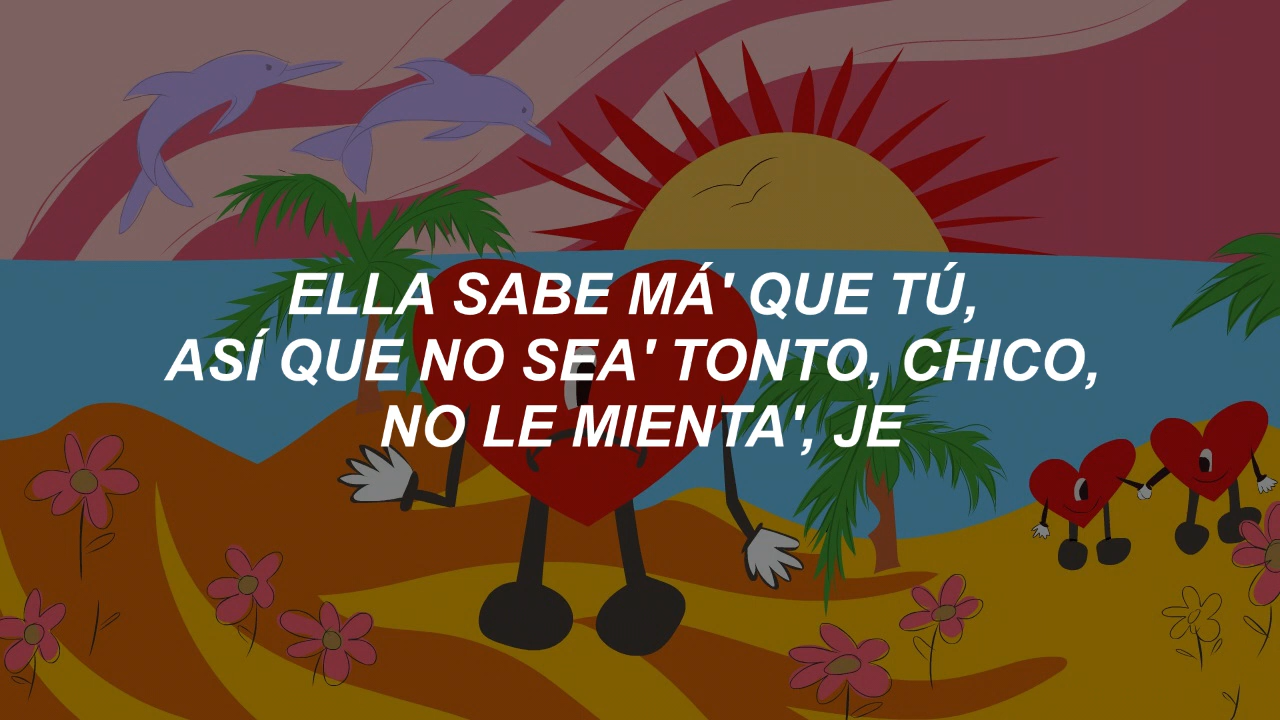 ELLA SABE MÁ' QUE TÚ,
ASÍ QUE NO SEA' TONTO, CHICO,
NO LE MIENTA', JE